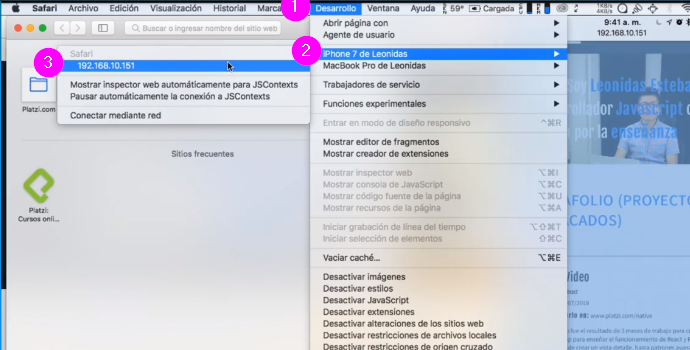 1
Safari Archivo Edición Visualización Historial Marca Desarrollo Ventana Ayuda 59° Cargada 1KB/s 4KB/s
Buscar o ingresar nombre del sitio web
9:41 a. m.
192.168.10.151
Abrir página con
Agente de usuario
2
iPhone 7 de Leonidas
MacBook Pro de Leonidas
3
Safari
192.168.10.151
Mostrar inspector web automáticamente para JSContexts
Pausar automáticamente la conexión a JSContexts
Conectar mediante red
Trabajadores de servicio
Funciones experimentales
Entrar en modo de diseño responsivo ^⌘R
Mostrar editor de fragmentos
Mostrar creador de extensiones
Mostrar inspector web ⌥⌘I
Mostrar consola de JavaScript ⌥⌘C
Mostrar código fuente de la página ⌥⌘U
Mostrar recursos de la página ⌥⌘A
Iniciar grabación de línea del tiempo ⌥⇧⌘T
Iniciar selección de elementos ⇧⌘C
Vaciar caché... ⌥⌘E
Desactivar imágenes
Desactivar estilos
Desactivar JavaScript
Desactivar extensiones
Desactivar alteraciones de los sitios web
Desactivar restricciones de archivos locales
Desactivar restricciones de origen cruzado
Platzi.com
Sitios frecuentes
Platzi:
Cursos onli...
Soy Leonidas Esteba
rollador Javascript
por la enseñanza
AFOLIO (PROYECTO
CADOS)
Video
07/2018
www.platzi.com/native